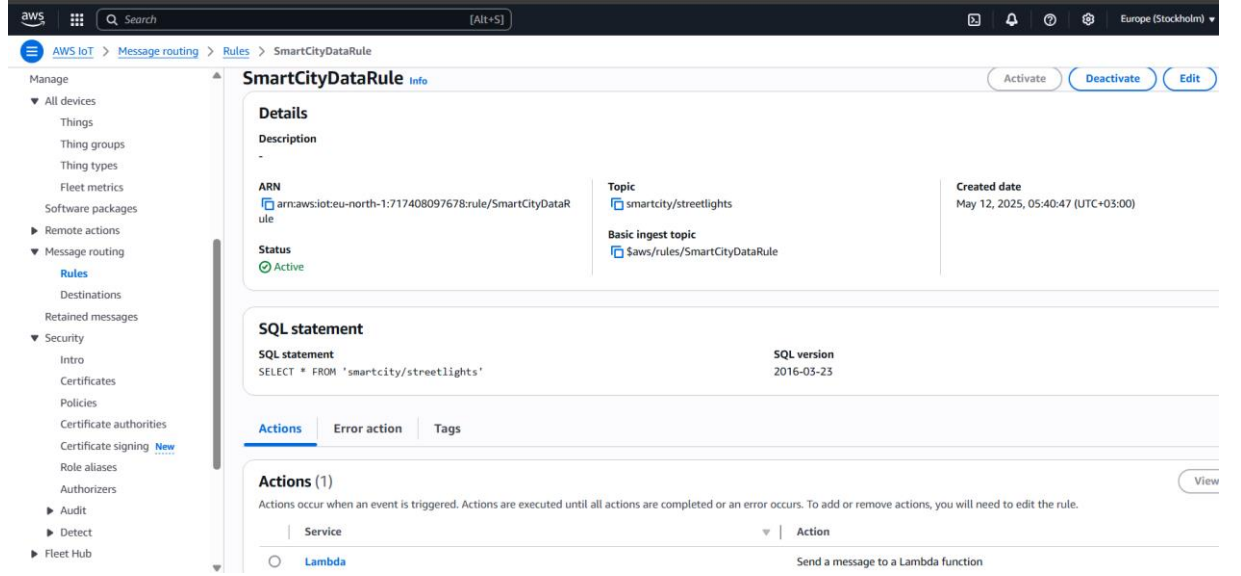 aws
Search
[Alt+S]
Europe (Stockholm)
AWS IoT > Message routing > Rules > SmartCityDataRule
Manage
All devices
Things
Thing groups
Thing types
Fleet metrics
Software packages
Remote actions
Message routing
Rules
Destinations
Retained messages
Security
Intro
Certificates
Policies
Certificate authorities
Certificate signing New
Role aliases
Authorizers
Audit
Detect
Fleet Hub
SmartCityDataRule Info
Activate
Deactivate
Edit
Details
Description
-
ARN
arn:aws:iot:eu-north-1:717408097678:rule/SmartCityDataR
ule
Status
Active
Topic
smartcity/streetlights
Basic ingest topic
$aws/rules/SmartCityDataRule
Created date
May 12, 2025, 05:40:47 (UTC+03:00)
SQL statement
SQL statement
SELECT * FROM 'smartcity/streetlights'
SQL version
2016-03-23
Actions
Error action
Tags
Actions (1)
View
Actions occur when an event is triggered. Actions are executed until all actions are completed or an error occurs. To add or remove actions, you will need to edit the rule.
Service
Action
Lambda
Send a message to a Lambda function